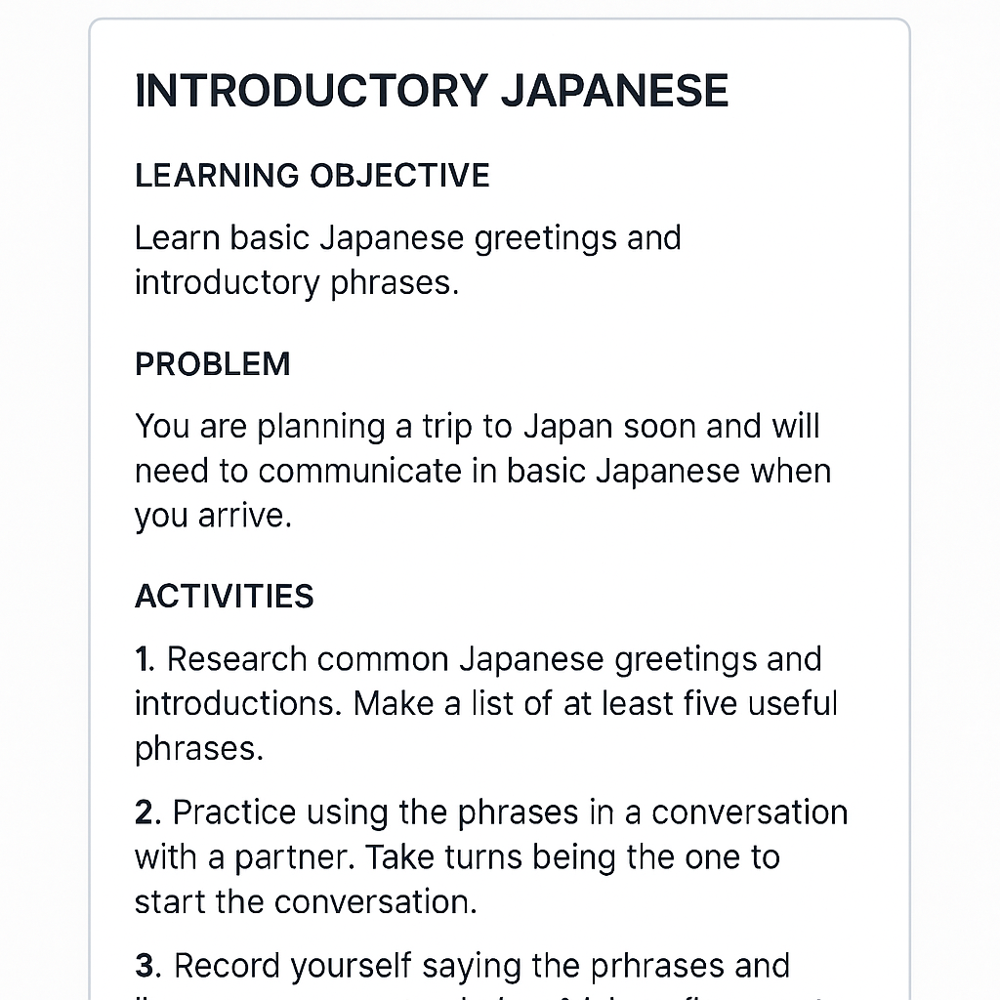 INTRODUCTORY JAPANESE
LEARNING OBJECTIVE
Learn basic Japanese greetings and
introductory phrases.
PROBLEM
You are planning a trip to Japan soon and will
need to communicate in basic Japanese when
you arrive.
ACTIVITIES
1. Research common Japanese greetings and
introductions. Make a list of at least five useful
phrases.
2. Practice using the phrases in a conversation
with a partner. Take turns being the one to
start the conversation.
3. Record yourself saying the prhrases and